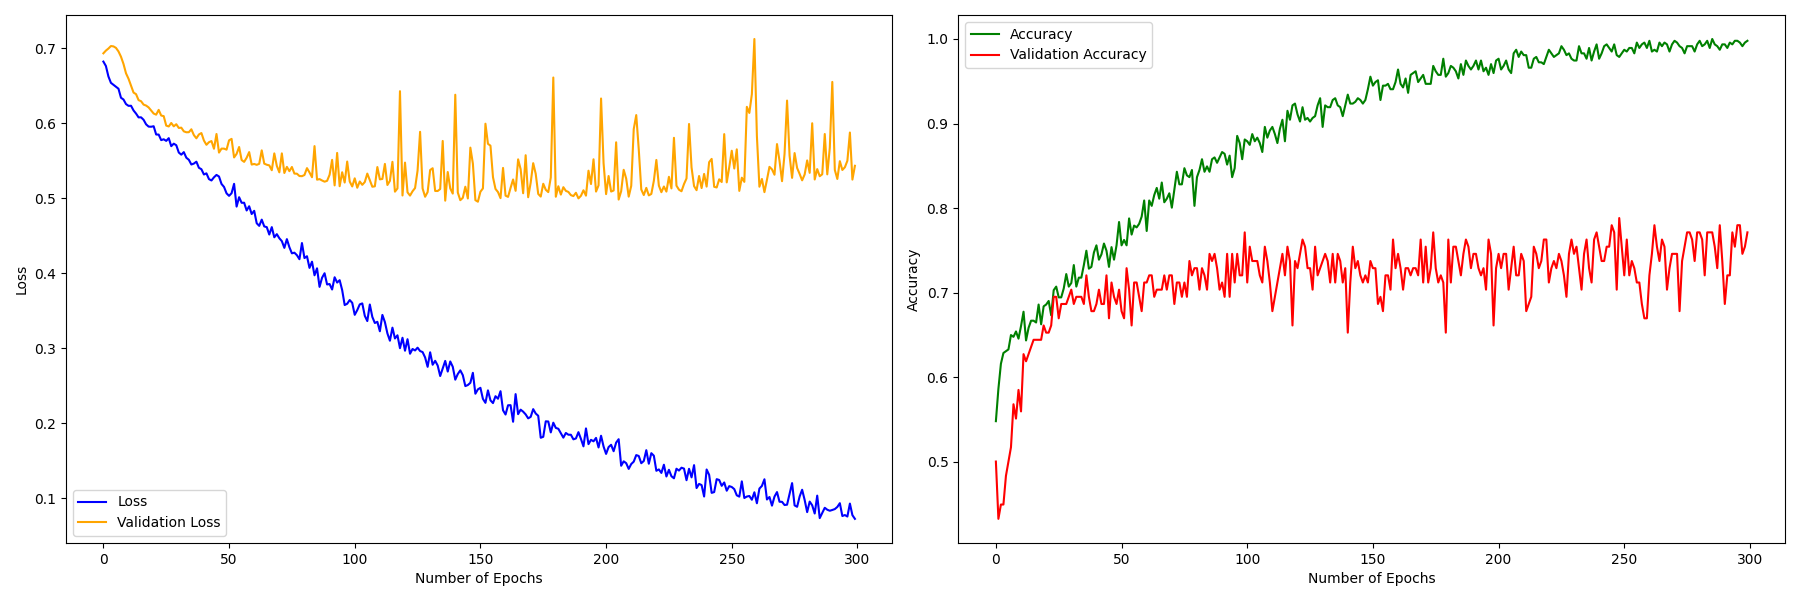 0.7
0.6
0.5
0.4
0.3
0.2
0.1
Loss
Loss
Validation Loss
0 50 100 150 200 250 300
Number of Epochs
1.0
0.9
0.8
0.7
0.6
0.5
Accuracy
Accuracy
Validation Accuracy
0 50 100 150 200 250 300
Number of Epochs